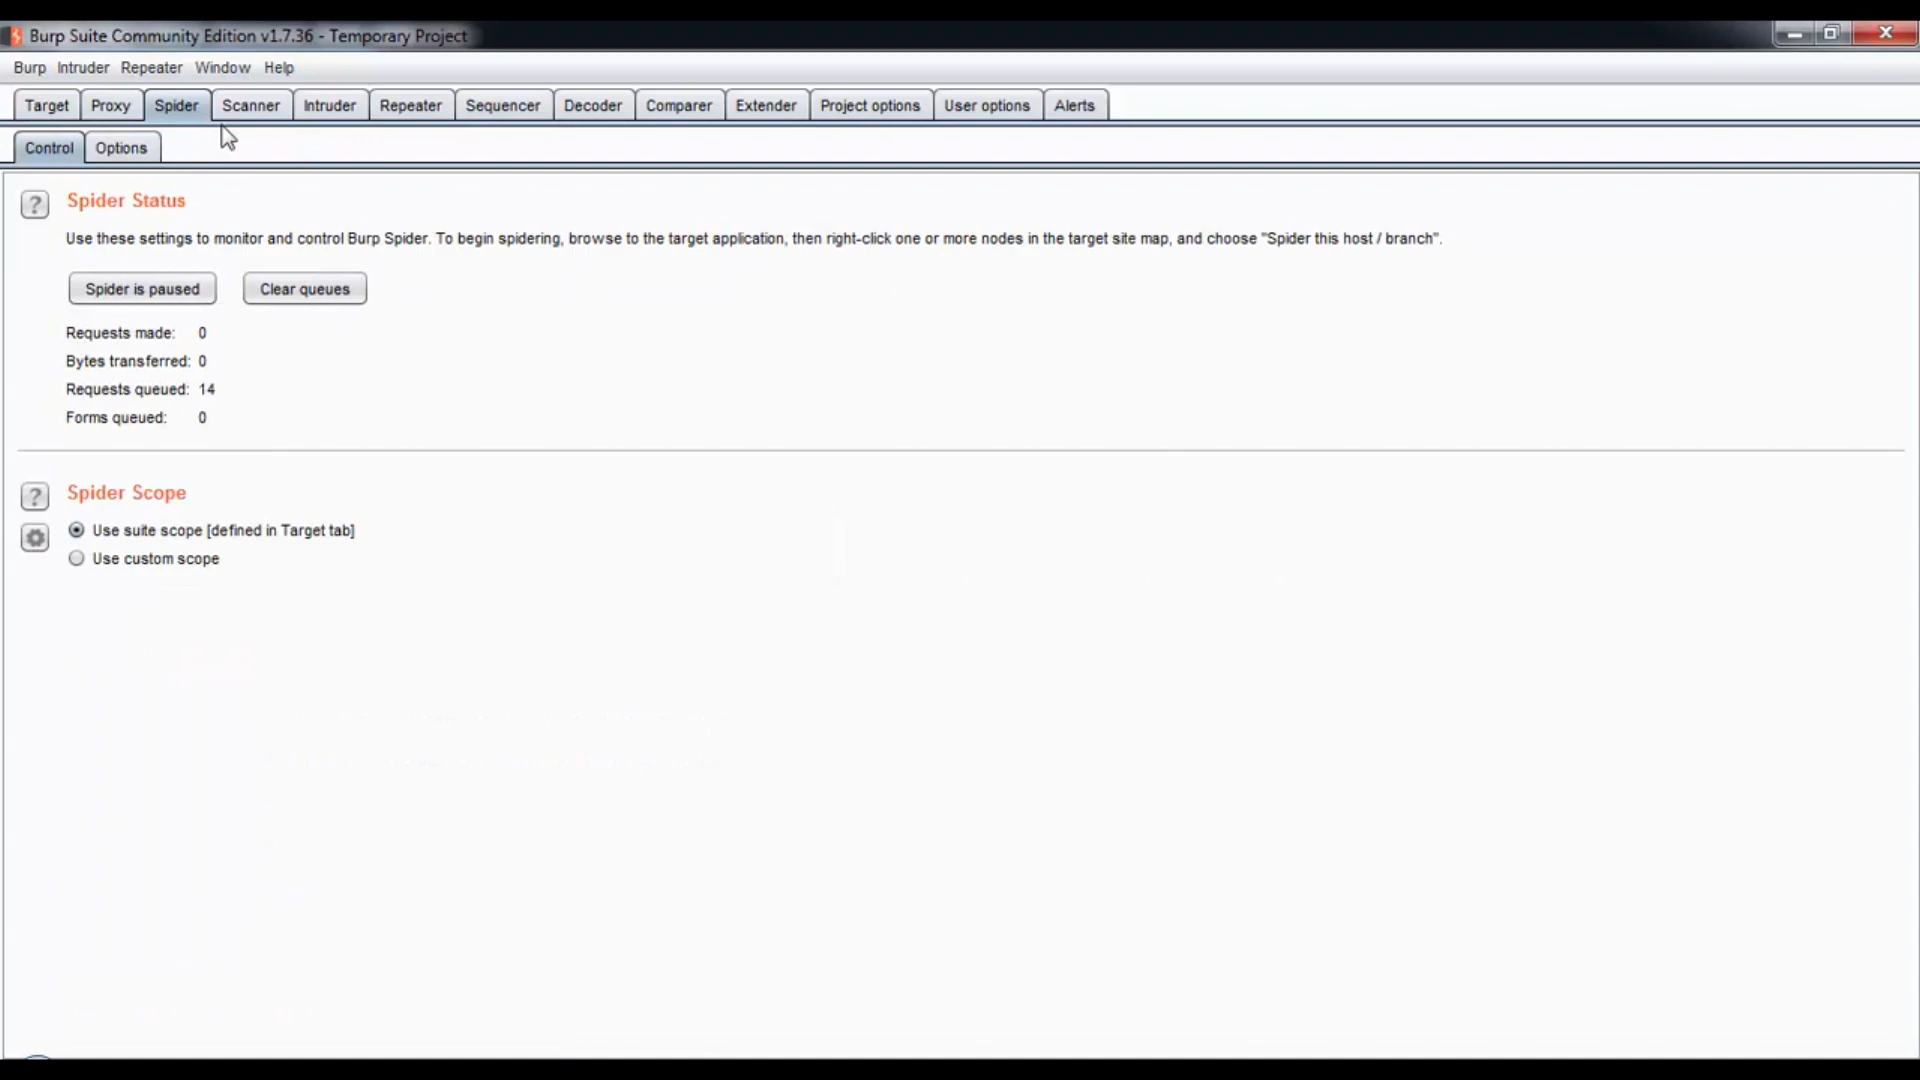 Burp Suite Community Edition v1.7.36 - Temporary Project
Burp Intruder Repeater Window Help
Target Proxy Spider Scanner Intruder Repeater Sequencer Decoder Comparer Extender Project options User options Alerts
Control Options
? Spider Status
Use these settings to monitor and control Burp Spider. To begin spidering, browse to the target application, then right-click one or more nodes in the target site map, and choose "Spider this host / branch".
Spider is paused Clear queues
Requests made: 0
Bytes transferred: 0
Requests queued: 14
Forms queued: 0
? Spider Scope
Use suite scope [defined in Target tab]
Use custom scope